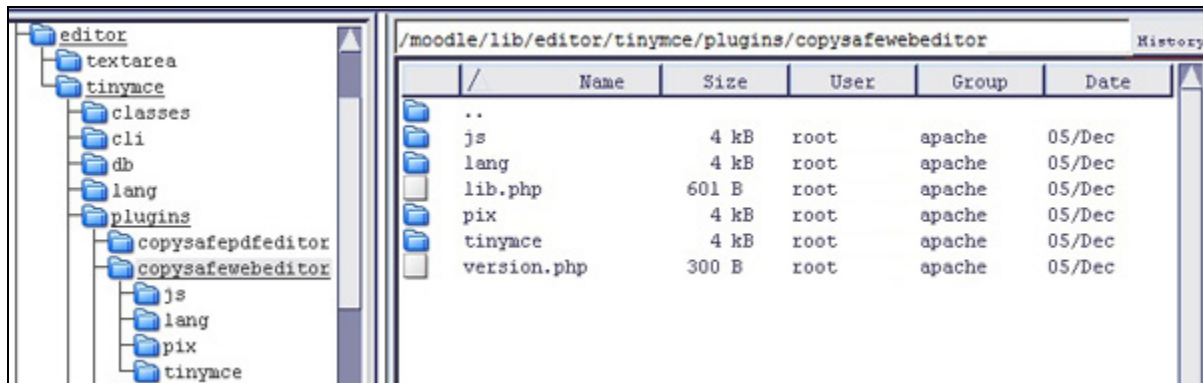 editor
textarea
tinymce
classes
cli
db
lang
plugins
copysafepdfeditor
copysafewebeditor
js
lang
pix
tinymce
/moodle/lib/editor/tinymce/plugins/copysafewebeditor History
/ Name Size User Group Date
..
js 4 kB root apache 05/Dec
lang 4 kB root apache 05/Dec
lib.php 601 B root apache 05/Dec
pix 4 kB root apache 05/Dec
tinymce 4 kB root apache 05/Dec
version.php 300 B root apache 05/Dec